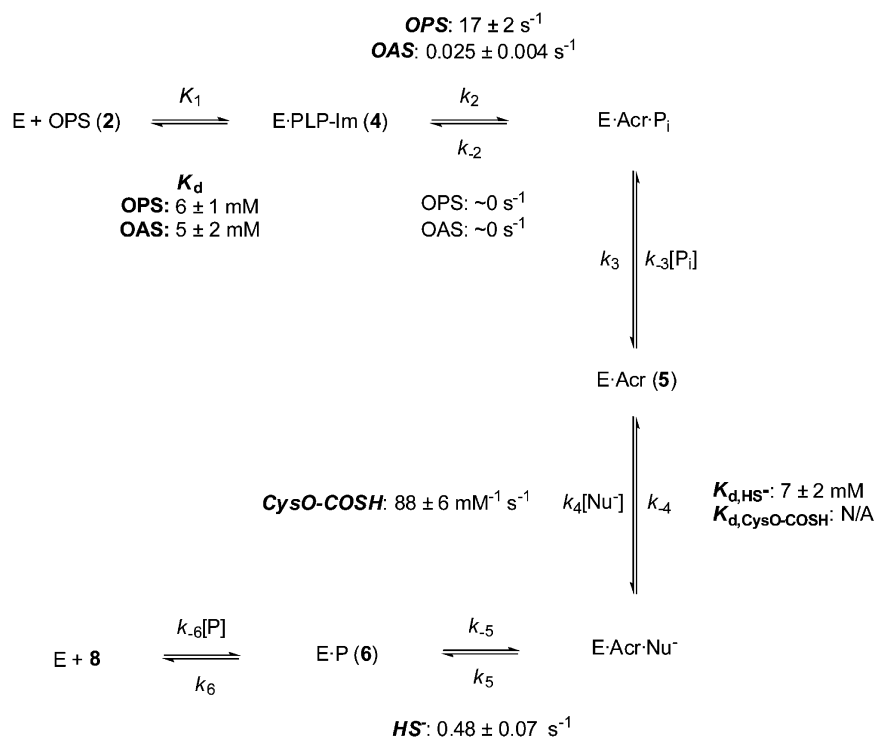 OPS: 17 ± 2 s⁻¹
OAS: 0.025 ± 0.004 s⁻¹
E + OPS (2)
K₁
E·PLP-Im (4)
k₂
k₋₂
E·Acr·Pᵢ
K_d
OPS: 6 ± 1 mM
OAS: 5 ± 2 mM
OPS: ~0 s⁻¹
OAS: ~0 s⁻¹
k₃
k₋₃[Pᵢ]
E·Acr (5)
CysO-COSH: 88 ± 6 mM⁻¹ s⁻¹
k₄[Nu⁻]
k₋₄
K_d,HS-: 7 ± 2 mM
K_d,CysO-COSH: N/A
E + 8
k₋₆[P]
k₆
E·P (6)
k₋₅
k₅
E·Acr·Nu⁻
HS⁻: 0.48 ± 0.07 s⁻¹